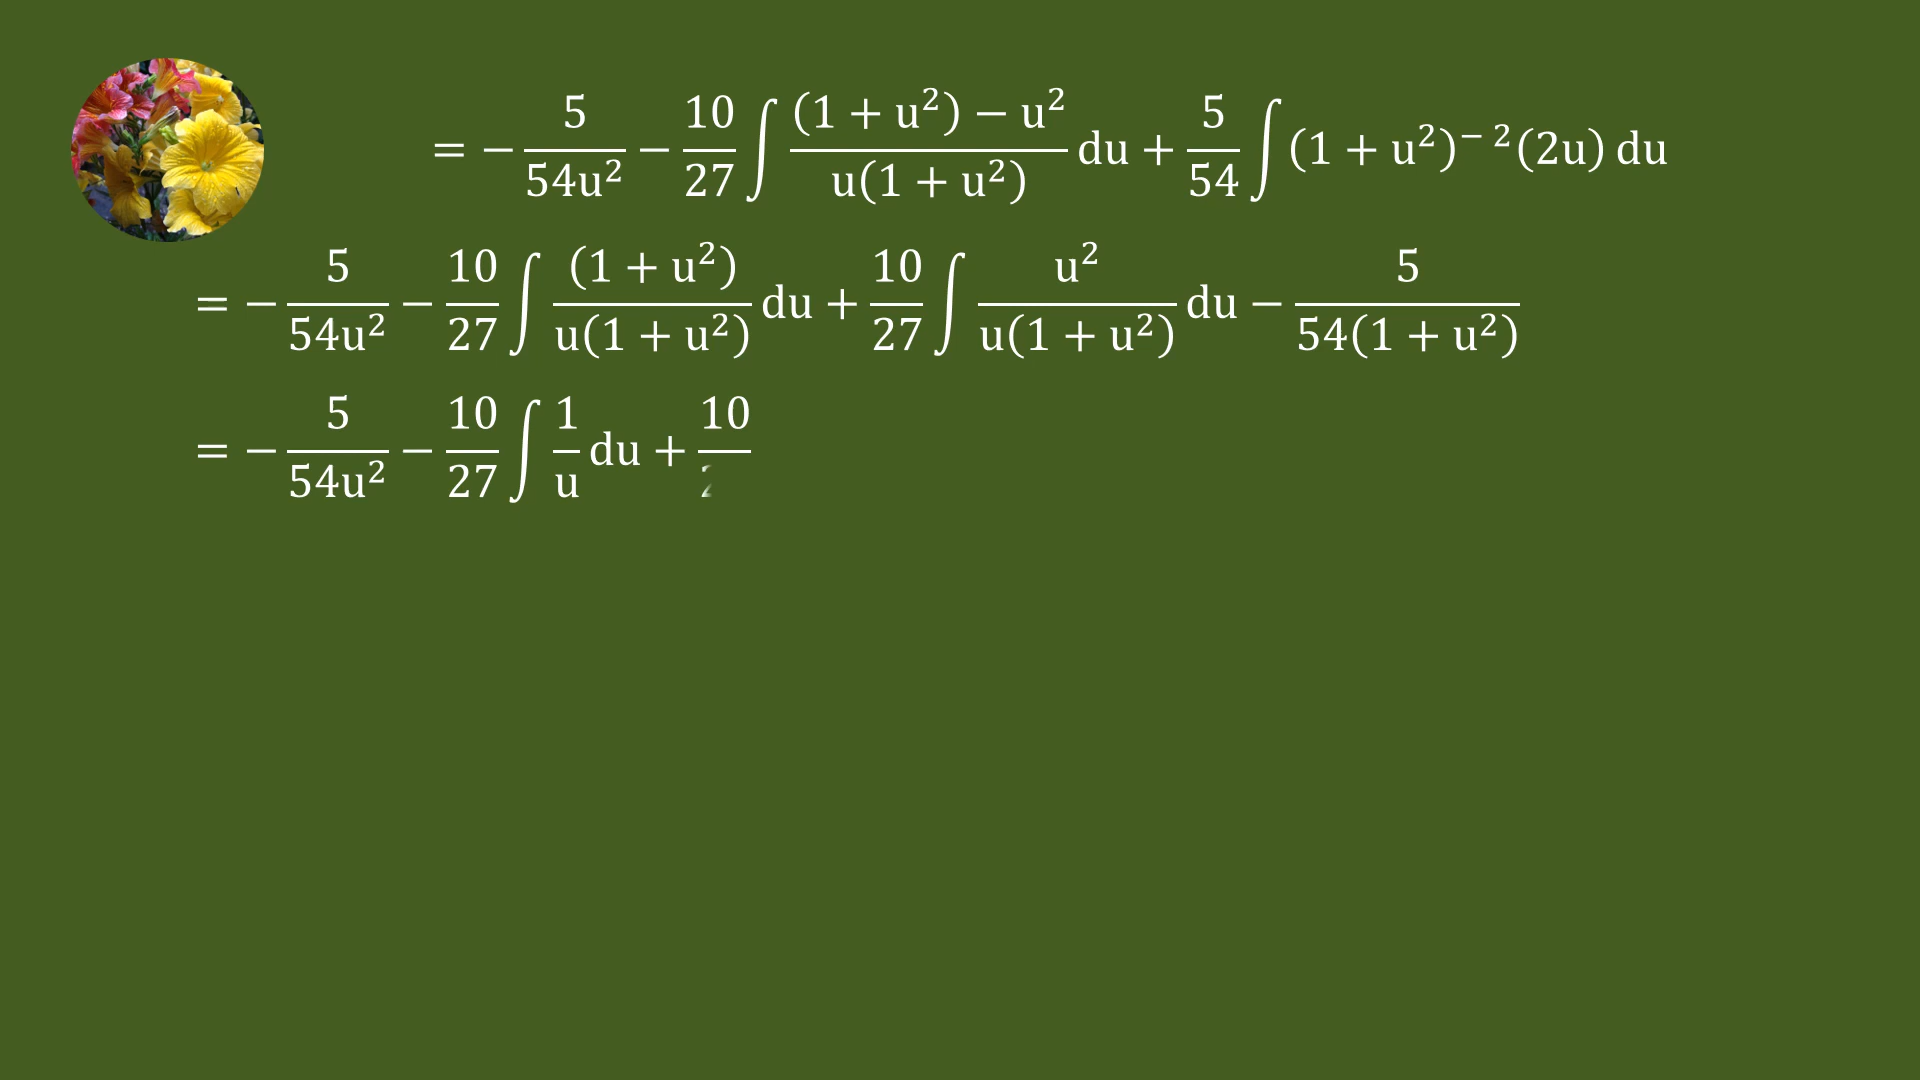 = − 5/54u² − 10/27 ∫ (1 + u²) − u²/u(1 + u²) du + 5/54 ∫ (1 + u²)⁻ ² (2u) du
= − 5/54u² − 10/27 ∫ (1 + u²)/u(1 + u²) du + 10/27 ∫ u²/u(1 + u²) du − 5/54(1 + u²)
= − 5/54u² − 10/27 ∫ 1/u du + 10